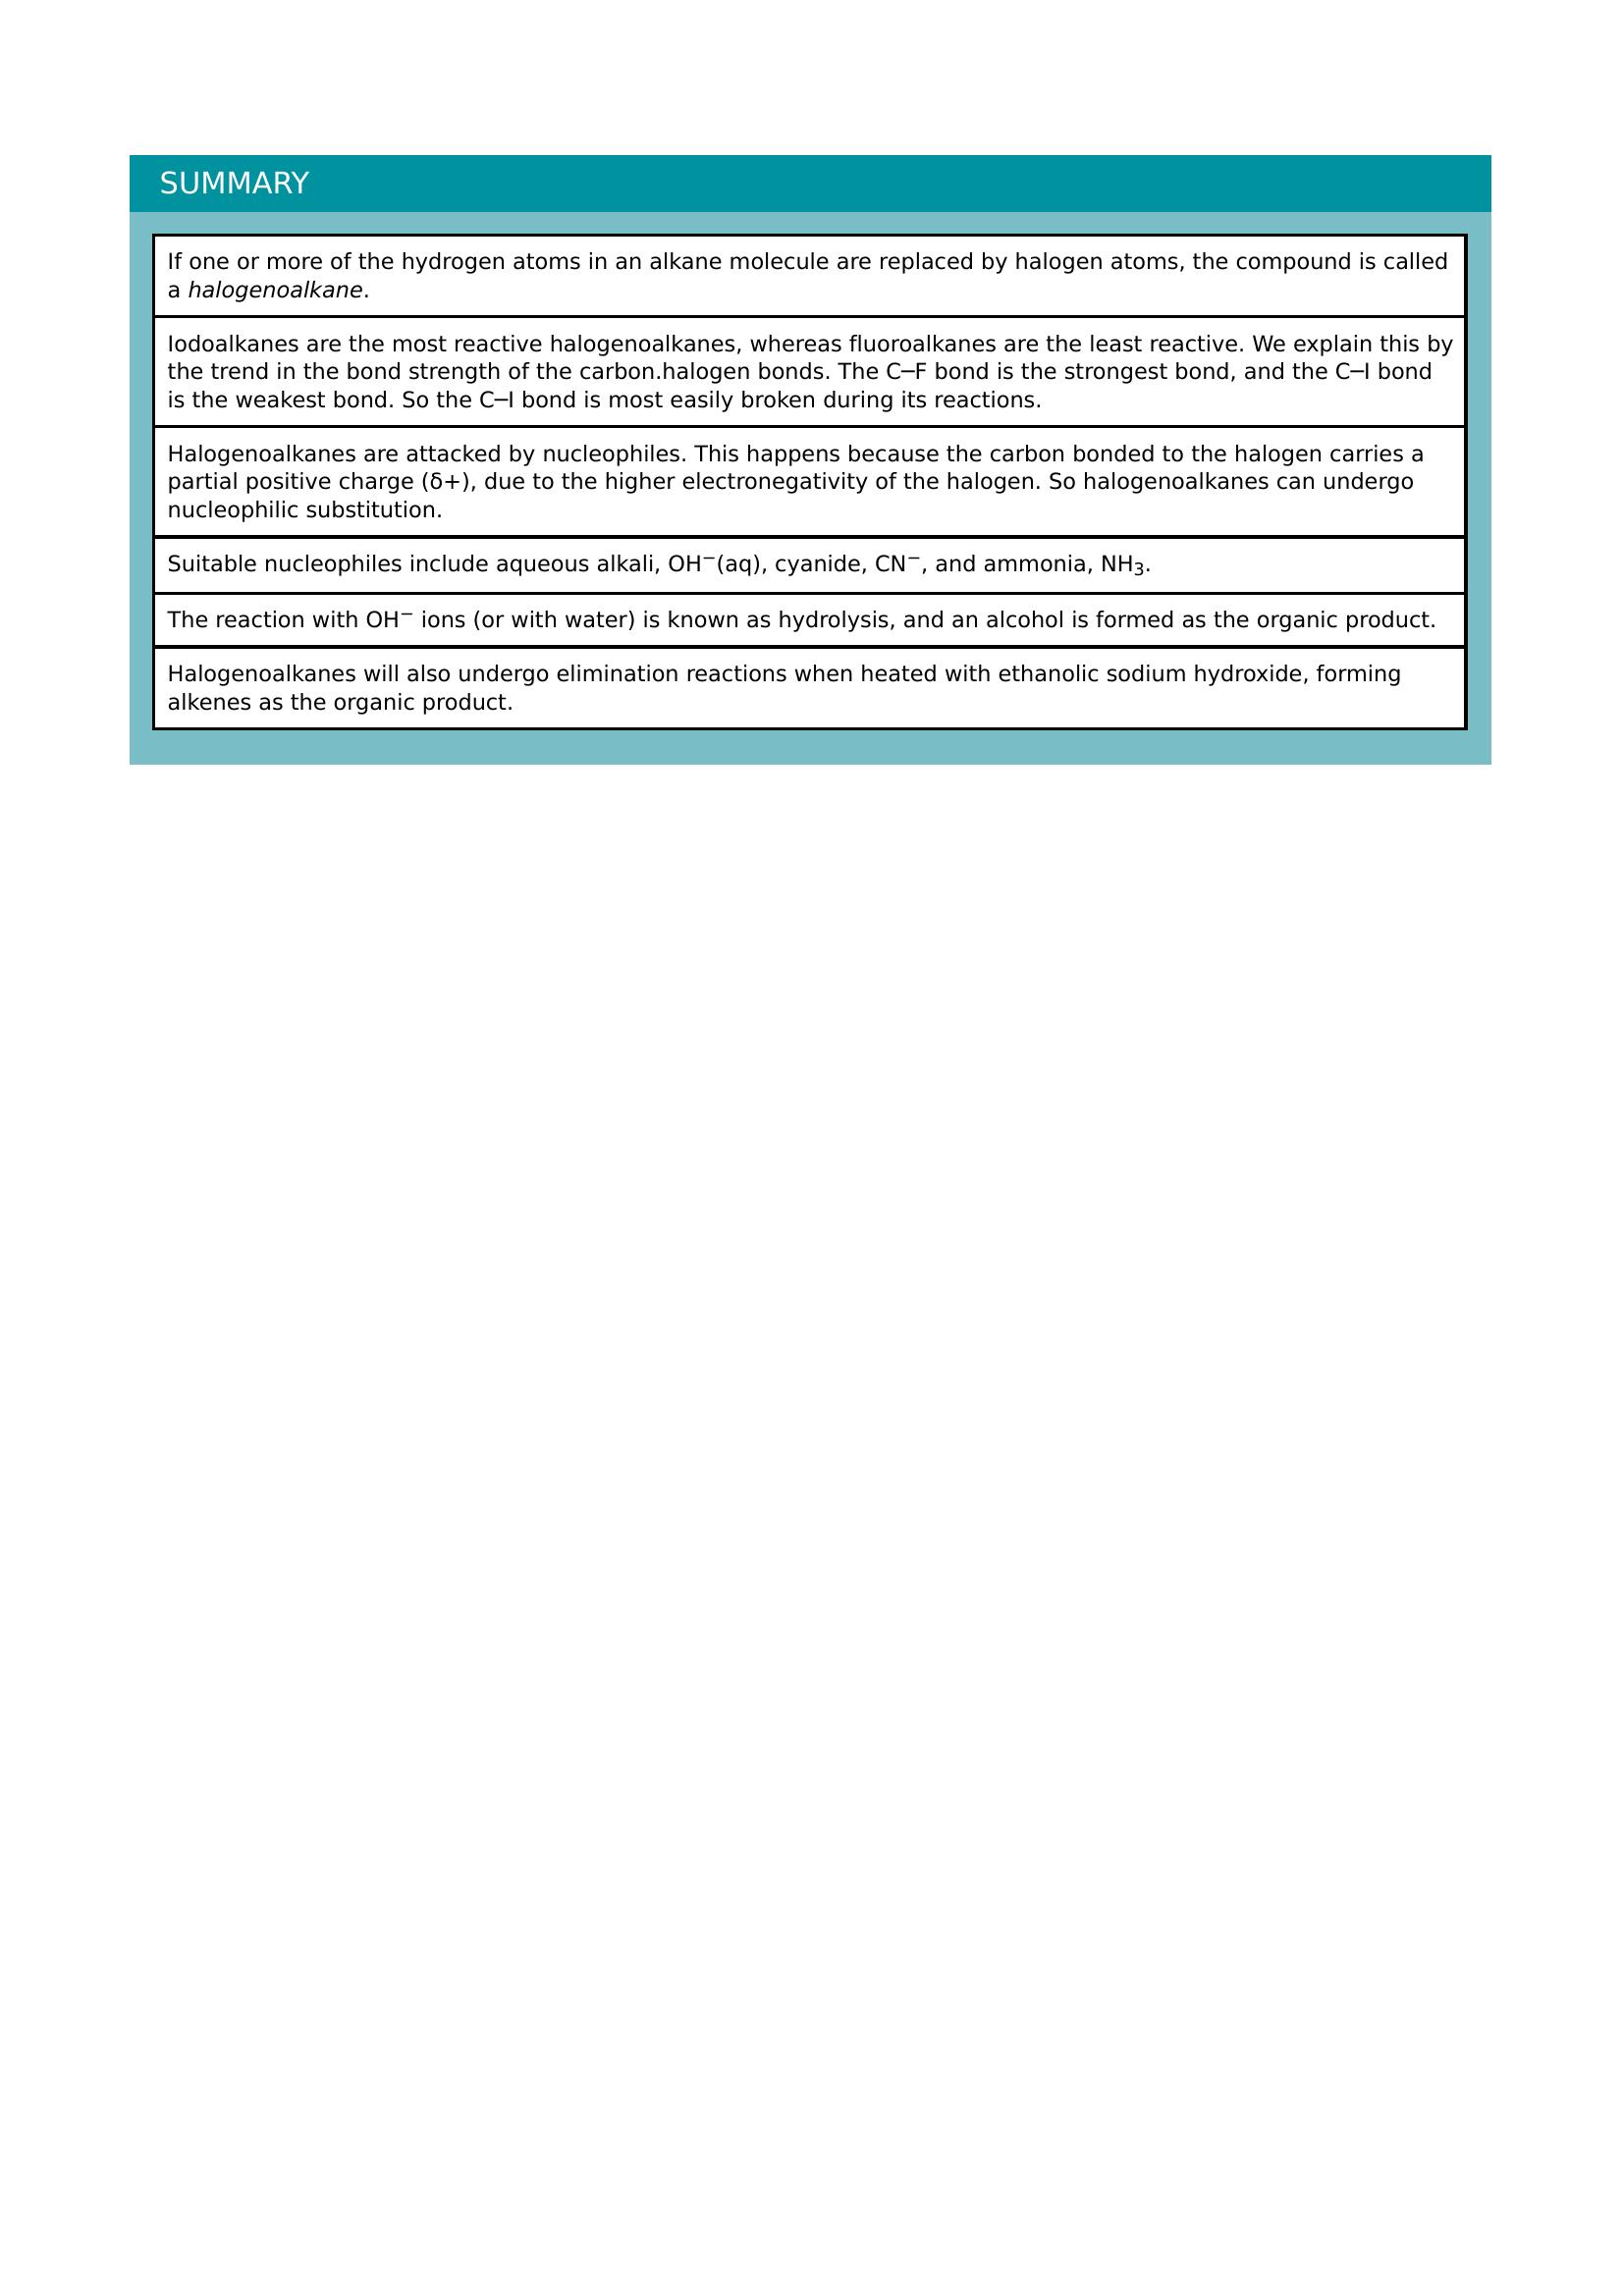 SUMMARY
If one or more of the hydrogen atoms in an alkane molecule are replaced by halogen atoms, the compound is called
a halogenoalkane.
Iodoalkanes are the most reactive halogenoalkanes, whereas fluoroalkanes are the least reactive. We explain this by
the trend in the bond strength of the carbon.halogen bonds. The C─F bond is the strongest bond, and the C─I bond
is the weakest bond. So the C─I bond is most easily broken during its reactions.
Halogenoalkanes are attacked by nucleophiles. This happens because the carbon bonded to the halogen carries a
partial positive charge (δ+), due to the higher electronegativity of the halogen. So halogenoalkanes can undergo
nucleophilic substitution.
Suitable nucleophiles include aqueous alkali, OH⁻(aq), cyanide, CN⁻, and ammonia, NH₃.
The reaction with OH⁻ ions (or with water) is known as hydrolysis, and an alcohol is formed as the organic product.
Halogenoalkanes will also undergo elimination reactions when heated with ethanolic sodium hydroxide, forming
alkenes as the organic product.